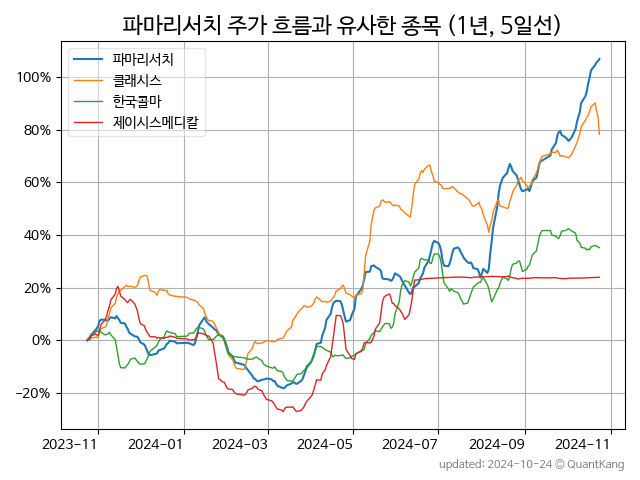 파마리서치 주가 흐름과 유사한 종목 (1년, 5일선)
파마리서치
클래시스
한국콜마
제이시스메디칼
100%
80%
60%
40%
20%
0%
−20%
2023-11 2024-01 2024-03 2024-05 2024-07 2024-09 2024-11
updated: 2024-10-24 © QuantKang